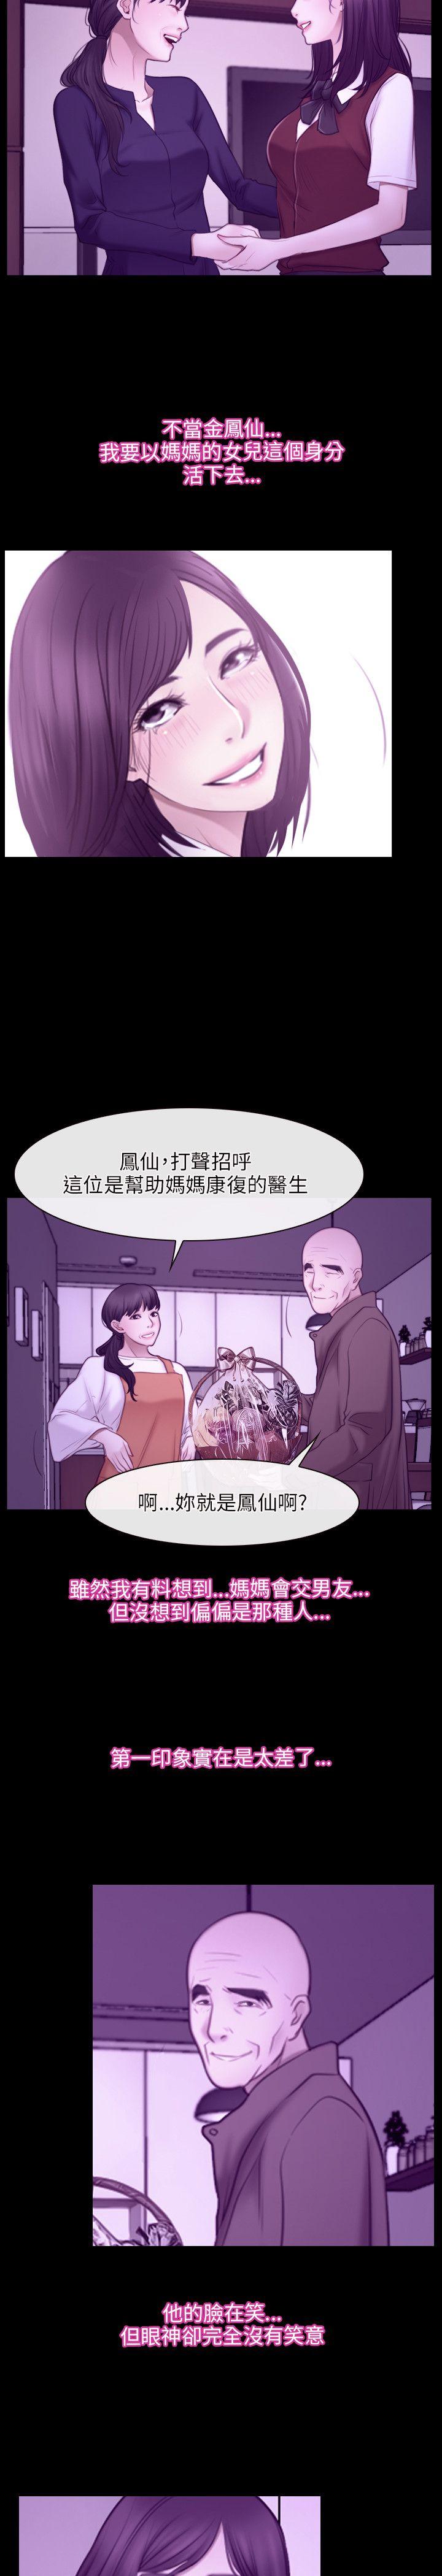 不當金鳳仙...
我要以媽媽的女兒這個身分
活下去...
鳳仙，打聲招呼
這位是幫助媽媽康復的醫生
啊...妳就是鳳仙啊?
雖然我有料想到...媽媽會交男友...
但沒想到偏偏是那種人...
第一印象實在是太差了...
他的臉在笑...
但眼神卻完全沒有笑意